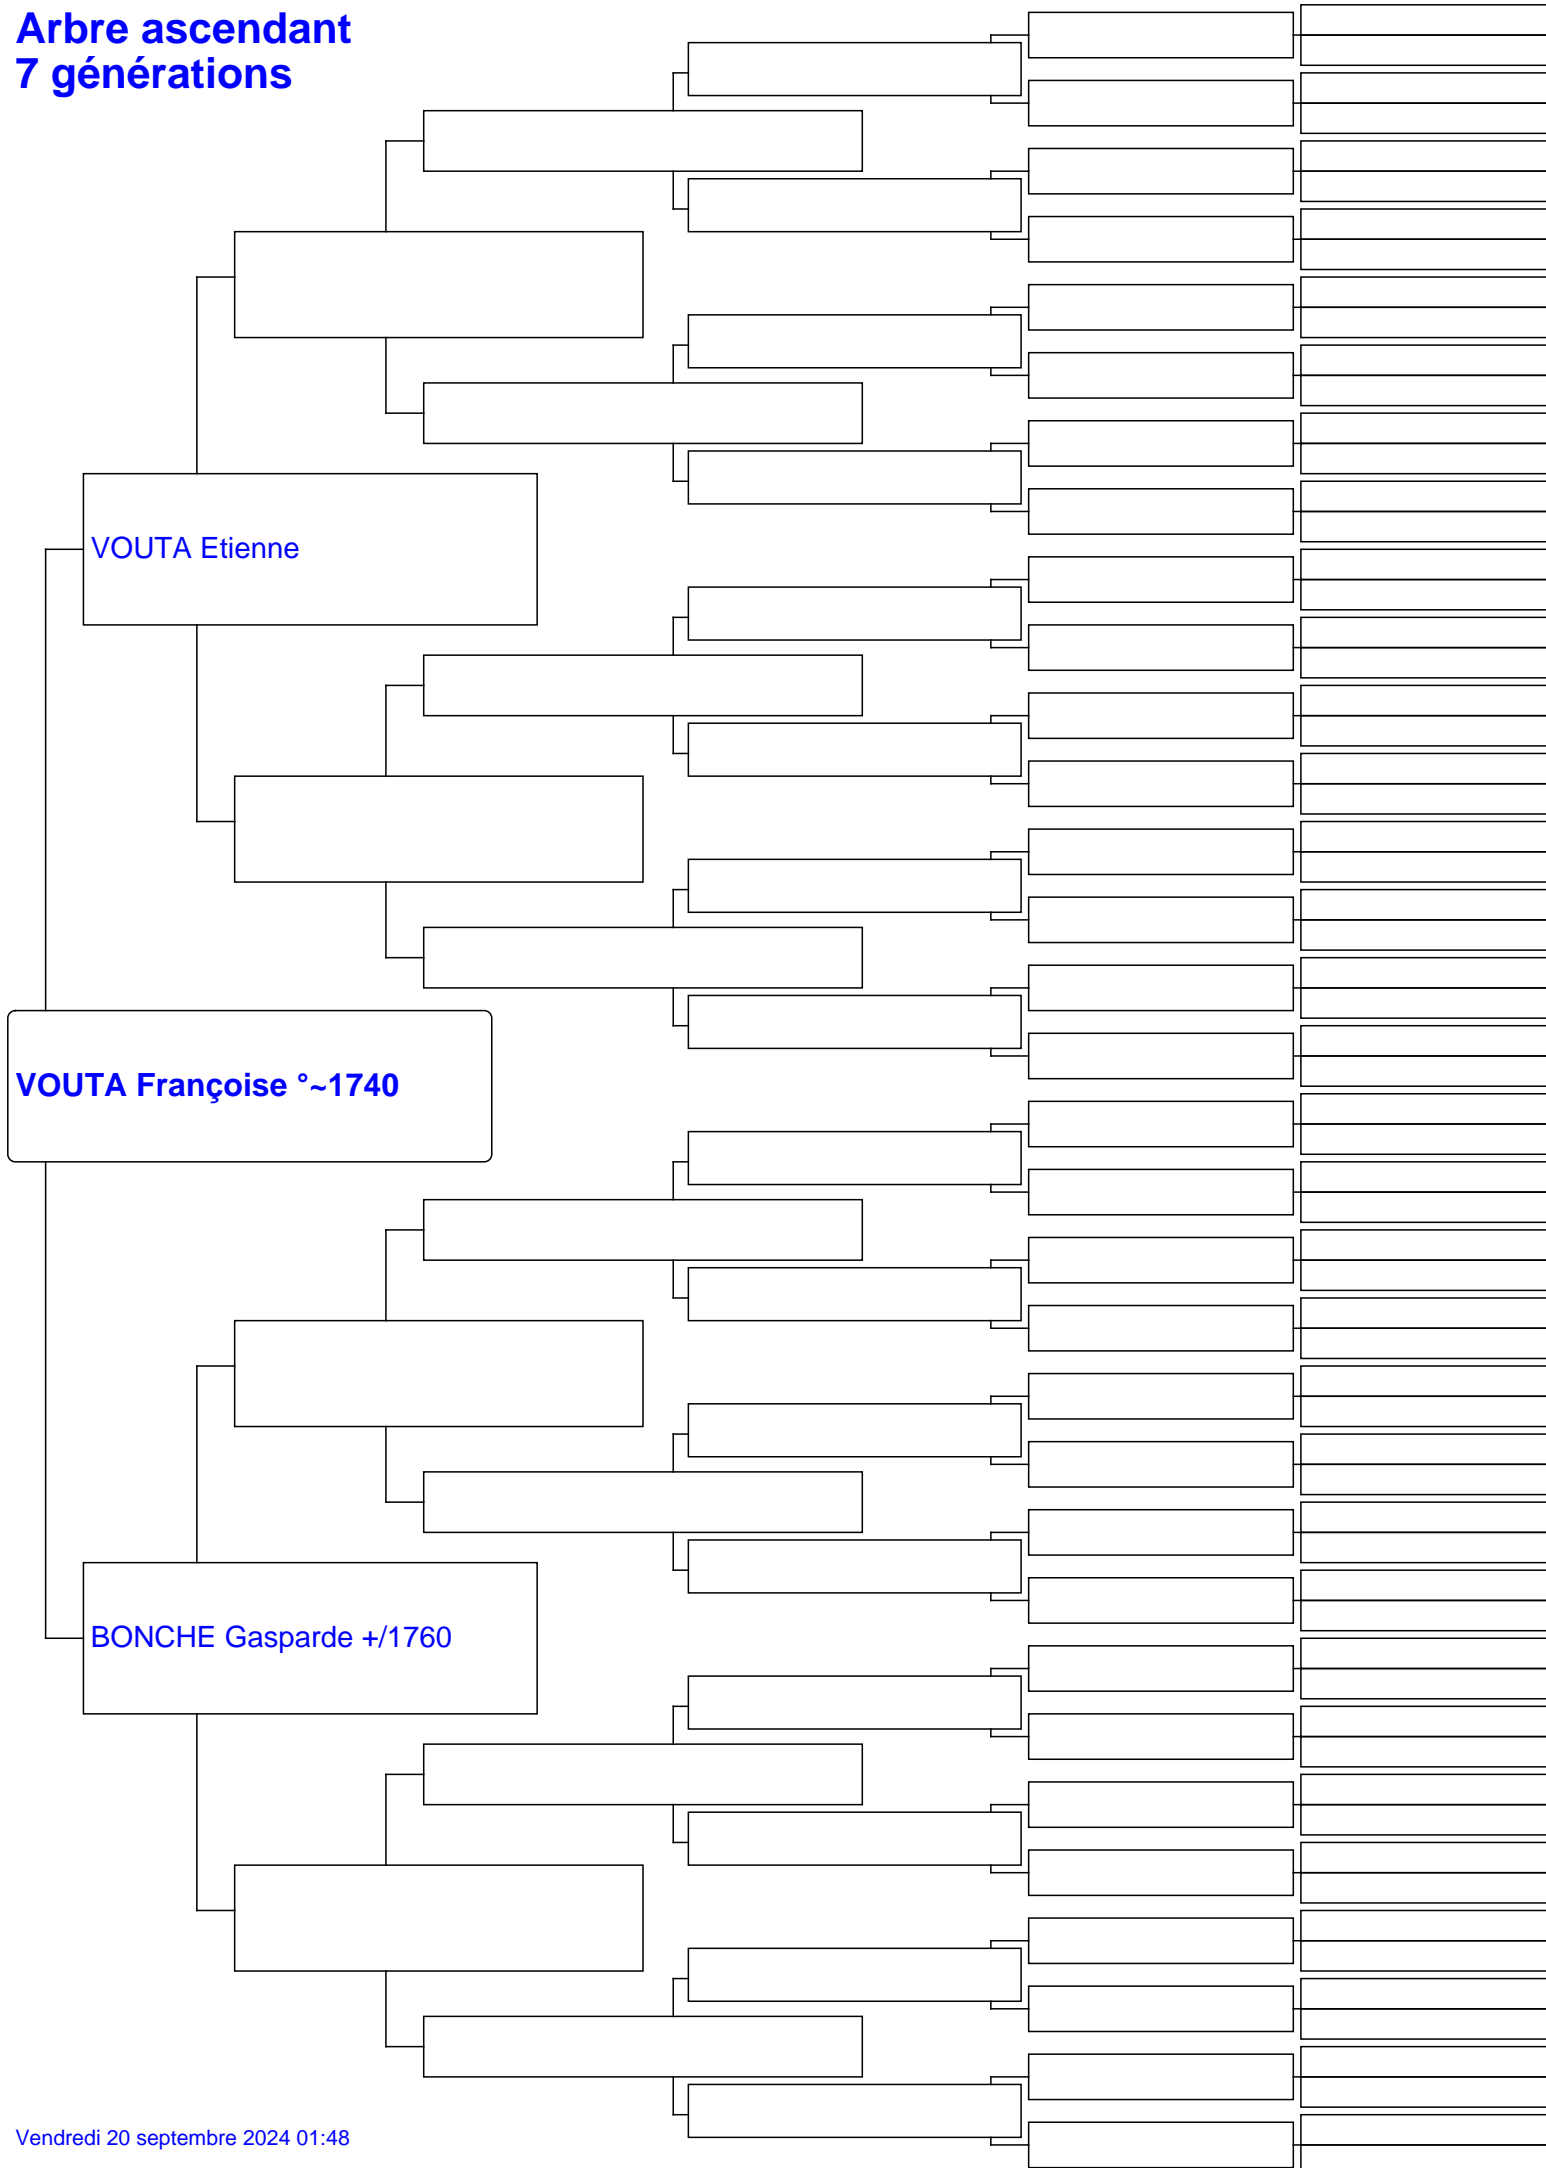 Arbre ascendant
7 générations
VOUTA Etienne
VOUTA Françoise °~1740
BONCHE Gasparde +/1760
Vendredi 20 septembre 2024 01:48